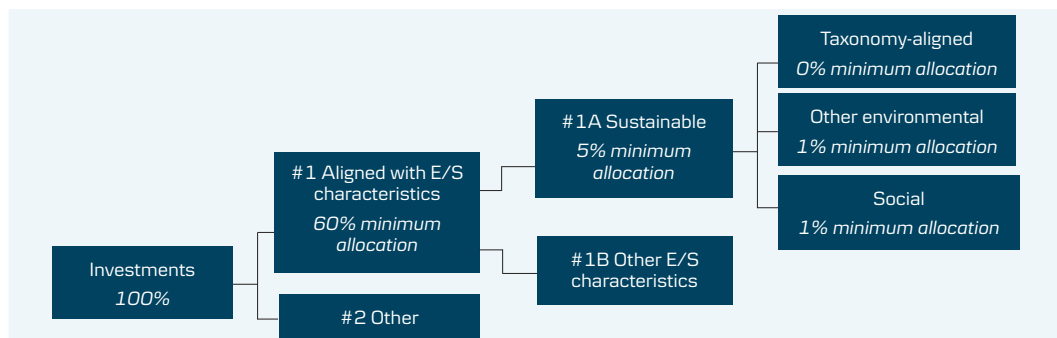 Investments
100%
#1 Aligned with E/S
characteristics
60% minimum
allocation
#2 Other
#1A Sustainable
5% minimum
allocation
#1B Other E/S
characteristics
Taxonomy-aligned
0% minimum allocation
Other environmental
1% minimum allocation
Social
1% minimum allocation